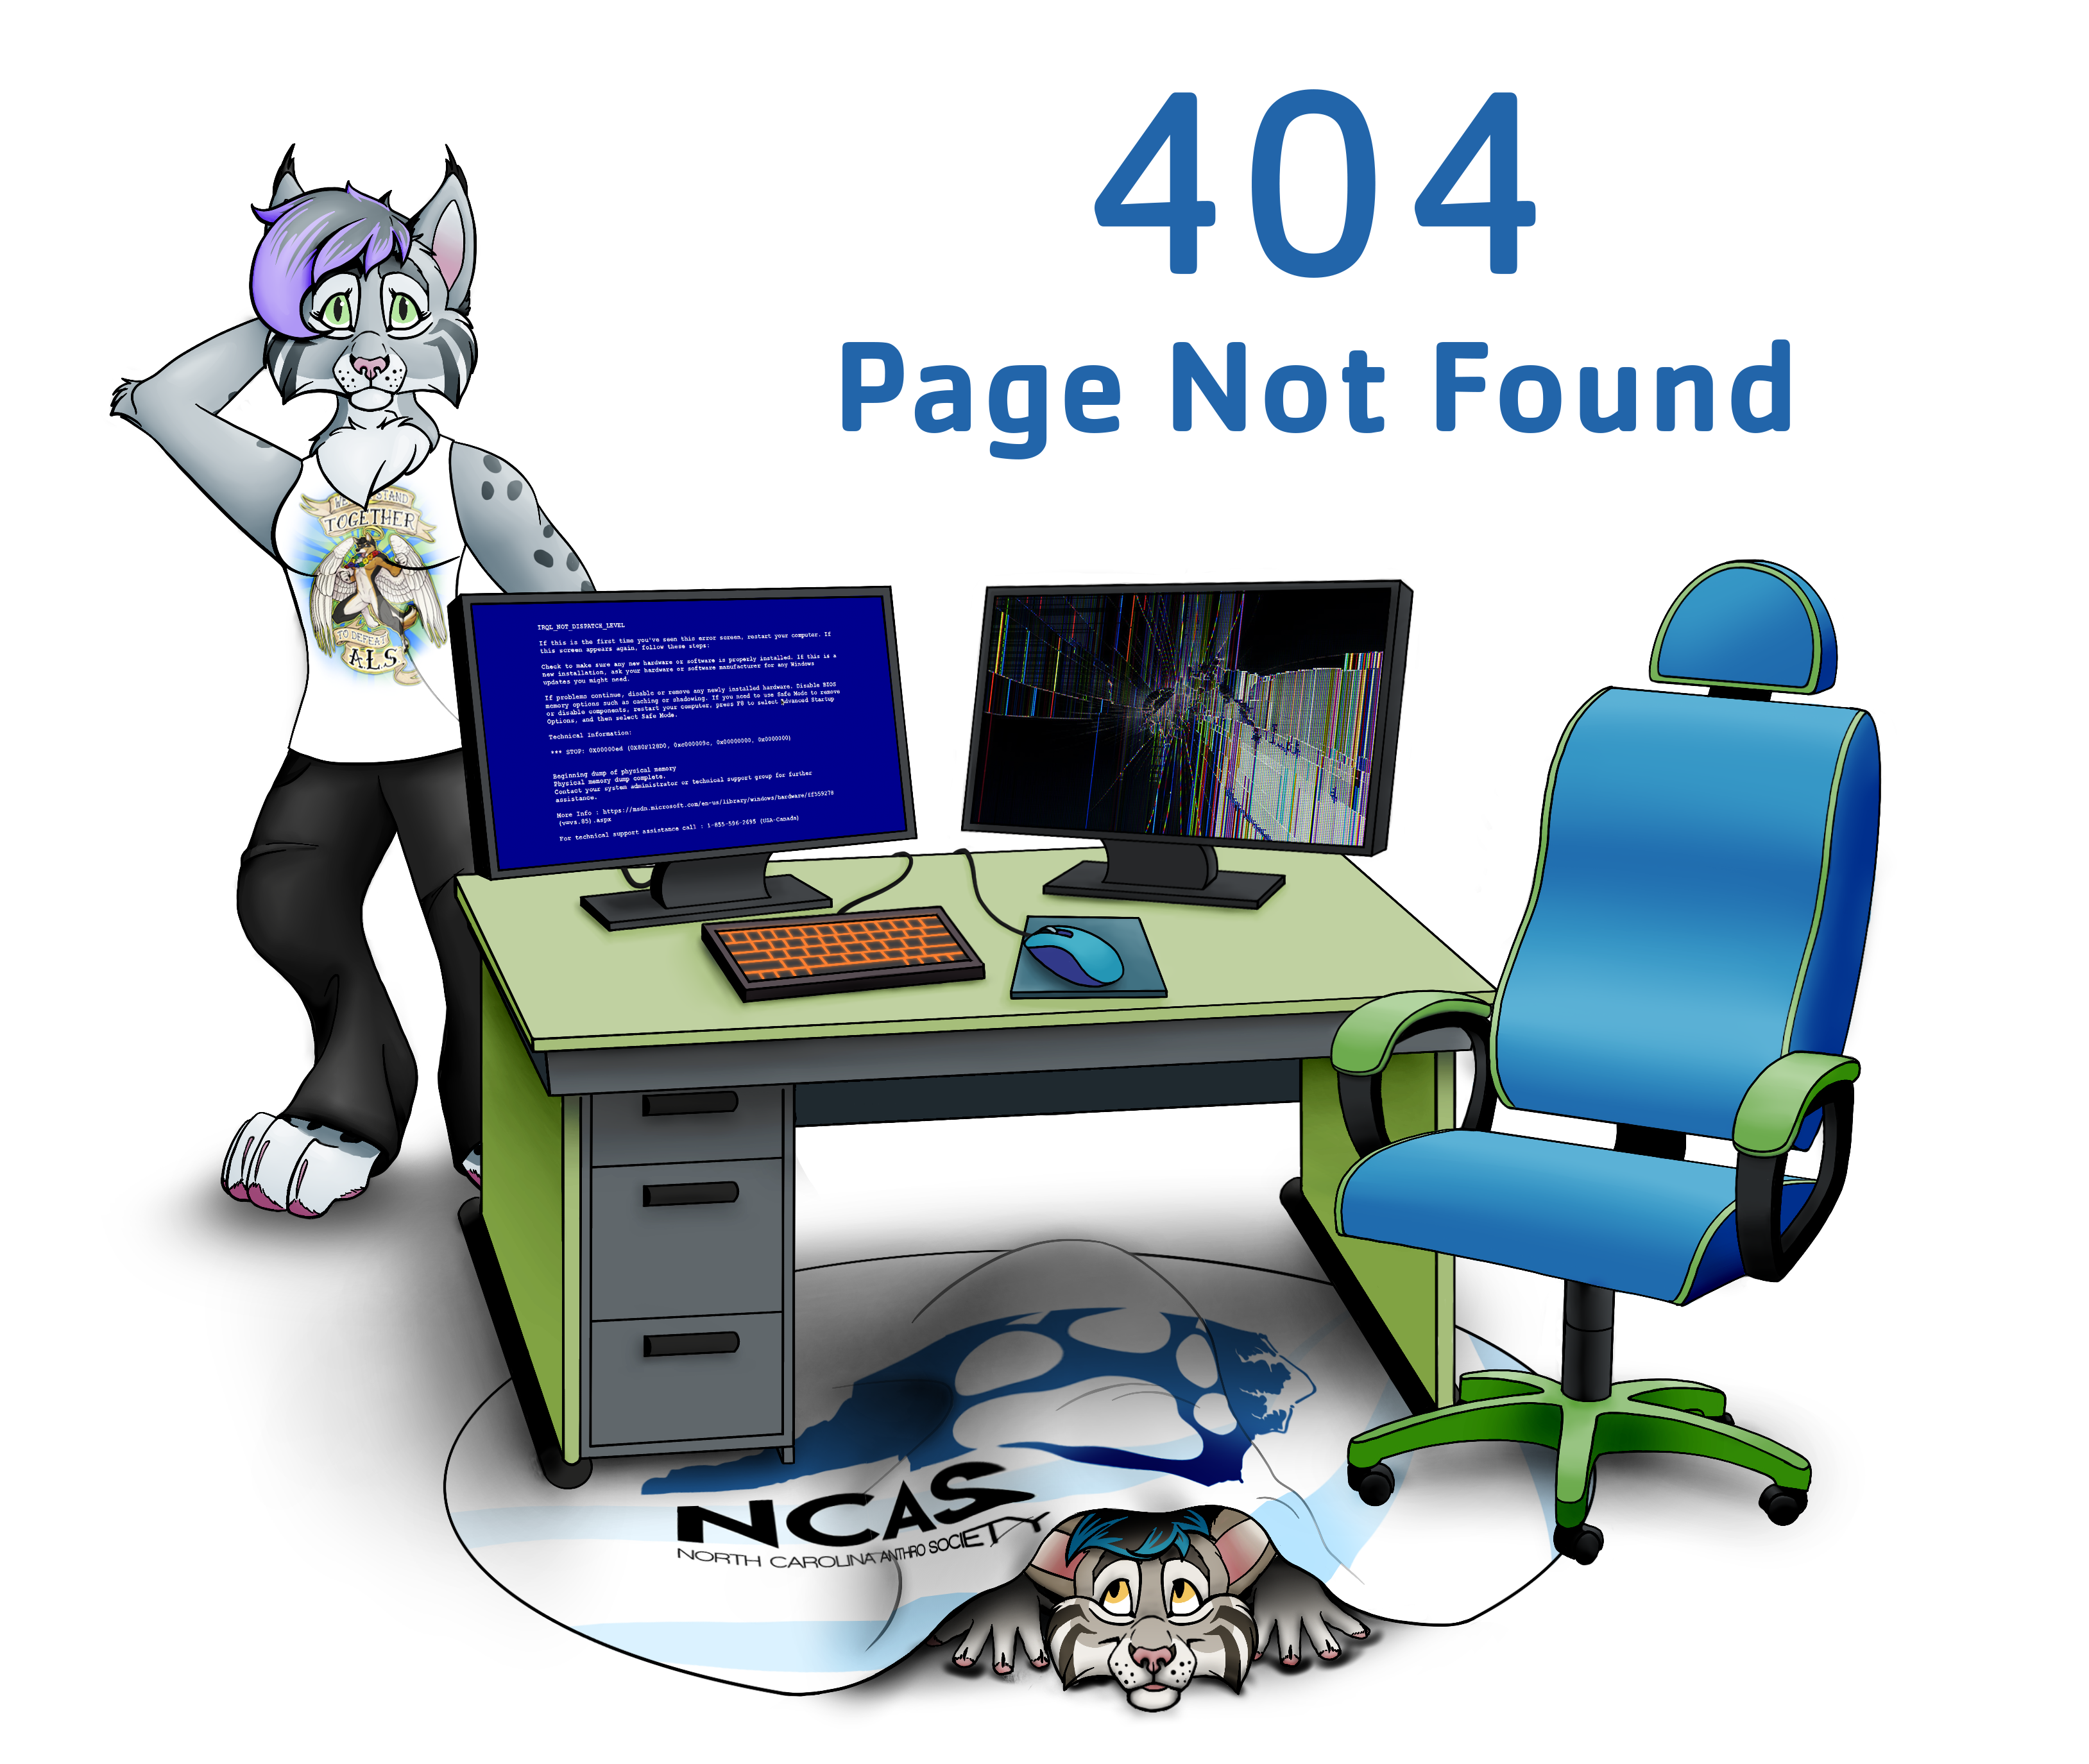 404
Page Not Found
STAND
TOGETHER
TO DEFEAT
A.L.S.
IRQL_NOT_DISPATCH_LEVEL
If this is the first time you've seen this error screen, restart your computer. If
this screen appears again, follow these steps:
Check to make sure any new hardware or software is properly installed. If this is a
new installation, ask your hardware or software manufacturer for any Windows
updates you might need.
If problems continue, disable or remove any newly installed hardware. Disable BIOS
memory options such as caching or shadowing. If you need to use Safe Mode to remove
or disable components, restart your computer, press F8 to select Advanced Startup
Options, and then select Safe Mode.
Technical Information:
*** STOP: 0X00000ed (0X80F128D0, 0xc000009c, 0x00000000, 0x0000000)
Beginning dump of physical memory
Physical memory dump complete.
Contact your system administrator or technical support group for further
assistance.
More Info : https://msdn.microsoft.com/en-us/library/windows/hardware/ff559278
(v=vs.85).aspx
For technical support assistance call : 1-855-596-2695 (USA-Canada)
NCAS
NORTH CAROLINA ANTHRO SOCIETY